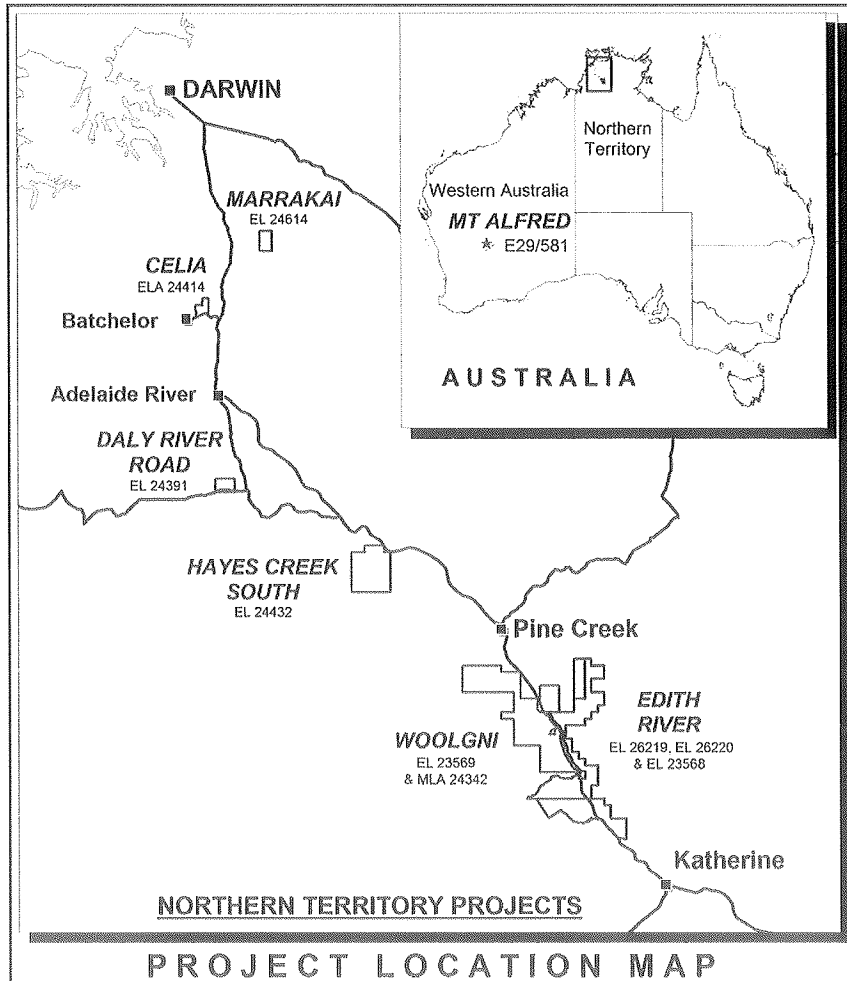 DARWIN
MARRAKAI
EL 24614
CELIA
ELA 24414
Batchelor
Adelaide River
DALY RIVER
ROAD
EL 24391
HAYES CREEK
SOUTH
EL 24432
Pine Creek
WOOLGNI
EL 23569
& MLA 24342
EDITH
RIVER
EL 26219, EL 26220
& EL 23568
Katherine
NORTHERN TERRITORY PROJECTS
Northern
Territory
Western Australia
MT ALFRED
E29/581
AUSTRALIA
PROJECT LOCATION MAP